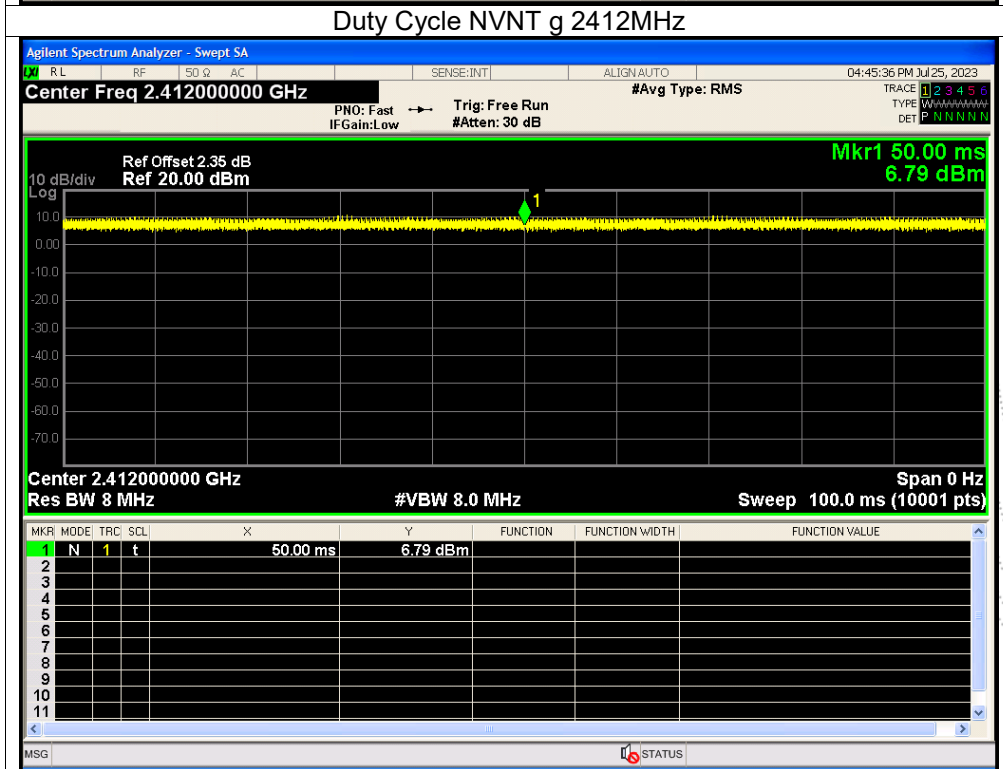 Duty Cycle NVNT g 2412MHz
Agilent Spectrum Analyzer - Swept SA
LXI RL RF 50 Ω AC SENSE:INT ALIGN AUTO 04:45:36 PM Jul 25, 2023
Center Freq 2.412000000 GHz #Avg Type: RMS TRACE 1 2 3 4 5 6
PNO: Fast Trig: Free Run TYPE
IFGain:Low #Atten: 30 dB DET P N N N N N
Mkr1 50.00 ms
Ref Offset 2.35 dB
10 dB/div Ref 20.00 dBm 6.79 dBm
Log
1
10.0
0.00
-10.0
-20.0
-30.0
-40.0
-50.0
-60.0
-70.0
Center 2.412000000 GHz Span 0 Hz
Res BW 8 MHz #VBW 8.0 MHz Sweep 100.0 ms (10001 pts)
MKR MODE TRC SCL X Y FUNCTION FUNCTION WIDTH FUNCTION VALUE
1 N 1 t 50.00 ms 6.79 dBm
2
3
4
5
6
7
8
9
10
11
MSG STATUS